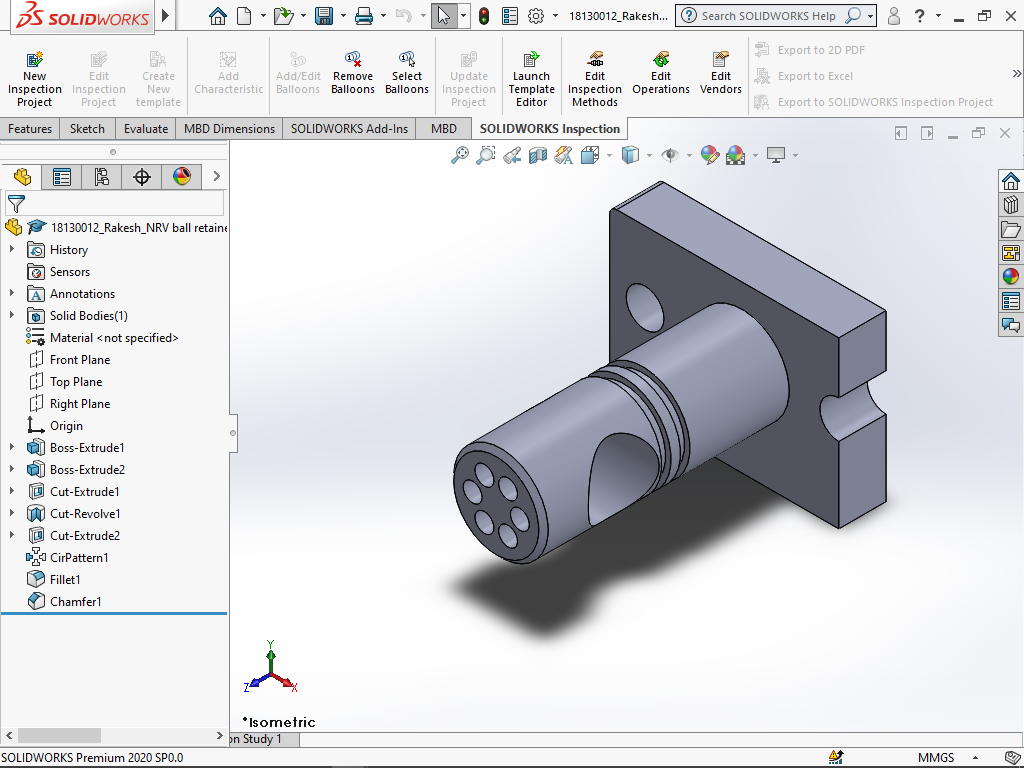 SOLIDWORKS
18130012_Rakesh...
Search SOLIDWORKS Help
New Inspection Project
Edit Inspection Project
Create New template
Add Characteristic
Add/Edit Balloons
Remove Balloons
Select Balloons
Update Inspection Project
Launch Template Editor
Edit Inspection Methods
Edit Operations
Edit Vendors
Export to 2D PDF
Export to Excel
Export to SOLIDWORKS Inspection Project
Features
Sketch
Evaluate
MBD Dimensions
SOLIDWORKS Add-Ins
MBD
SOLIDWORKS Inspection
18130012_Rakesh_NRV ball retaine
History
Sensors
Annotations
Solid Bodies(1)
Material <not specified>
Front Plane
Top Plane
Right Plane
Origin
Boss-Extrude1
Boss-Extrude2
Cut-Extrude1
Cut-Revolve1
Cut-Extrude2
CirPattern1
Fillet1
Chamfer1
Y
Z
X
*Isometric
on Study 1
SOLIDWORKS Premium 2020 SP0.0
MMGS